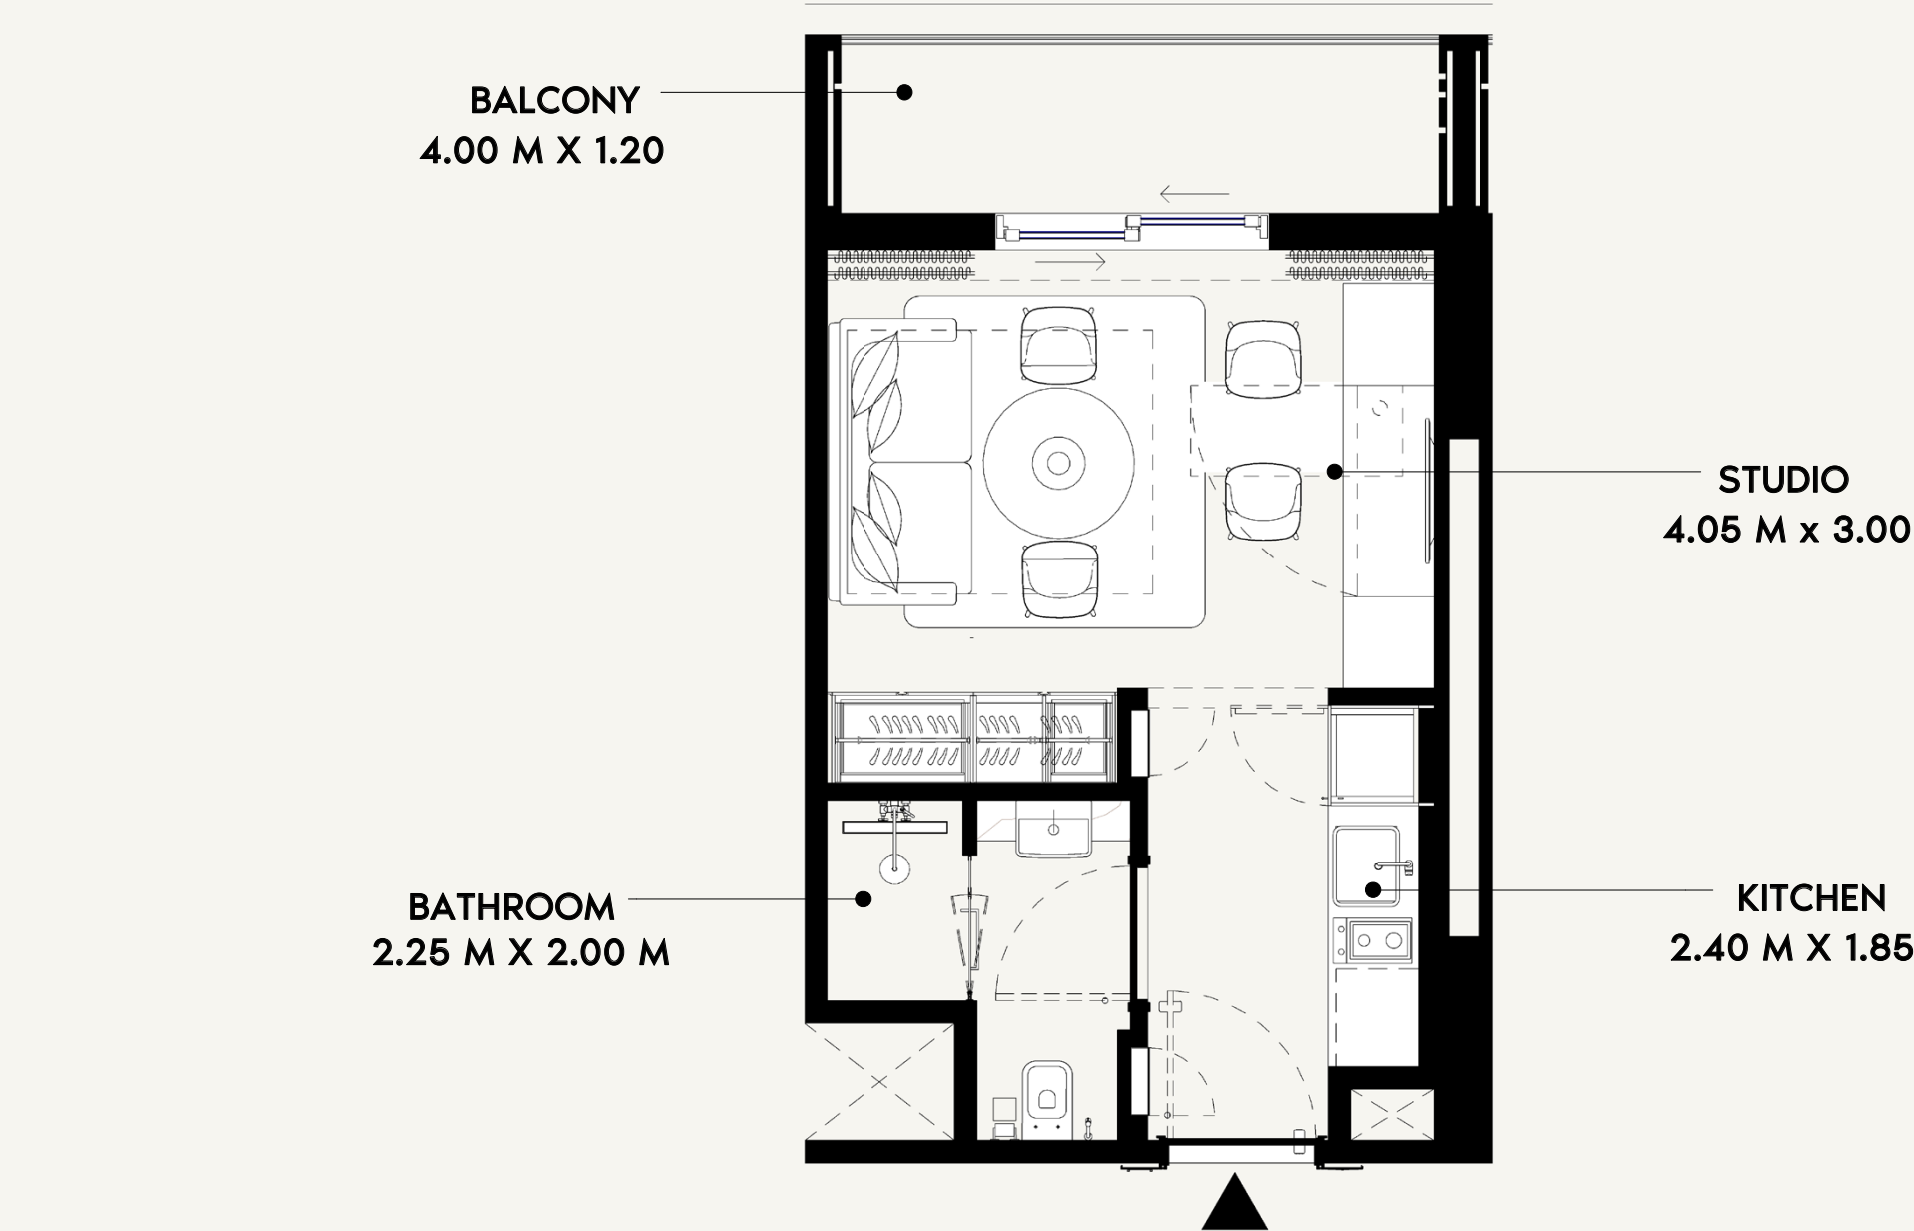 BALCONY
4.00 M X 1.20
STUDIO
4.05 M x 3.00
BATHROOM
2.25 M X 2.00 M
KITCHEN
2.40 M X 1.85